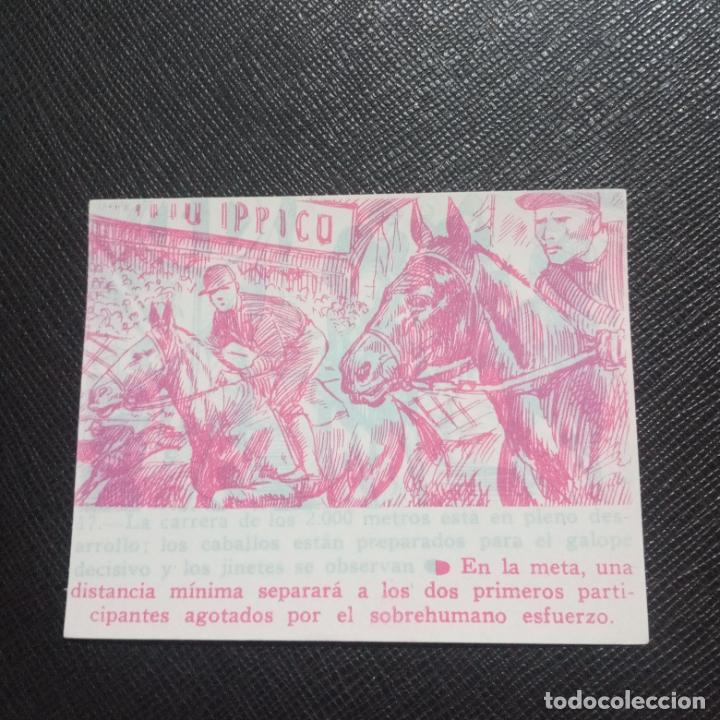 IPPICO
17.—La carrera de los 2.000 metros está en pleno des-
arrollo; los caballos están preparados para el galope
decisivo y los jinetes se observan En la meta, una
distancia mínima separará a los dos primeros parti-
cipantes agotados por el sobrehumano esfuerzo.
todocoleccion